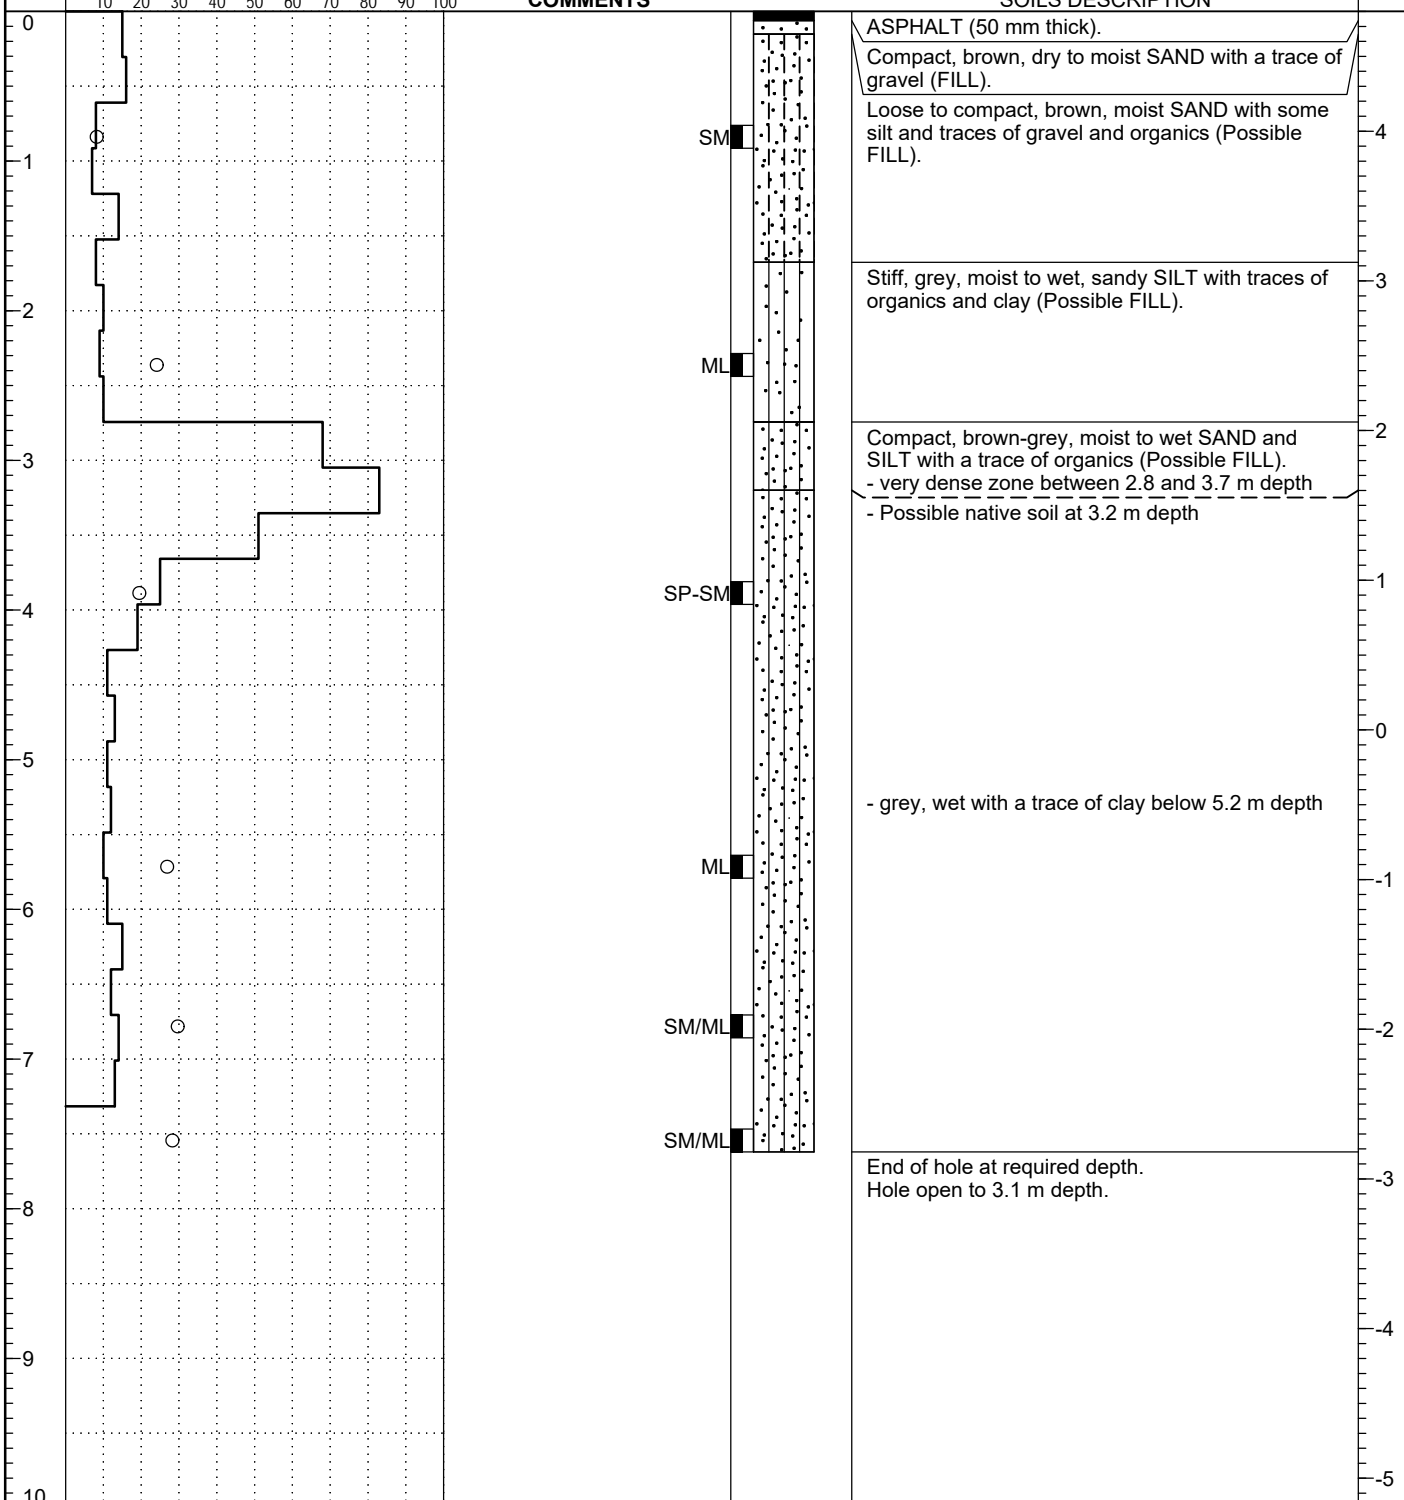 10 20 30 40 50 60 70 80 90 100
COMMENTS
SOILS DESCRIPTION
0
ASPHALT (50 mm thick).
Compact, brown, dry to moist SAND with a trace of
gravel (FILL).
Loose to compact, brown, moist SAND with some
silt and traces of gravel and organics (Possible
FILL).
4
SM
1
Stiff, grey, moist to wet, sandy SILT with traces of
organics and clay (Possible FILL).
3
2
ML
Compact, brown-grey, moist to wet SAND and
SILT with a trace of organics (Possible FILL).
- very dense zone between 2.8 and 3.7 m depth
- Possible native soil at 3.2 m depth
2
3
SP-SM
1
4
0
5
- grey, wet with a trace of clay below 5.2 m depth
ML
-1
6
SM/ML
-2
7
SM/ML
End of hole at required depth.
Hole open to 3.1 m depth.
-3
8
-4
9
-5
10